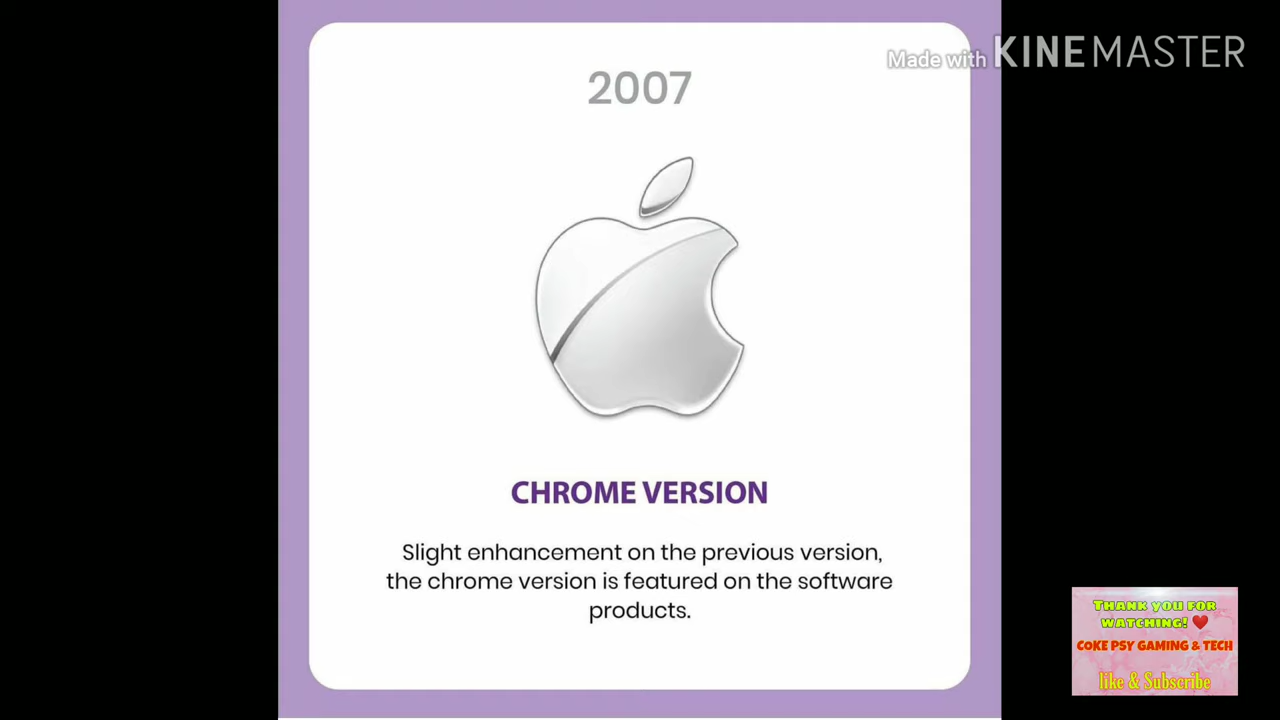 Made with KINEMASTER
2007
CHROME VERSION
Slight enhancement on the previous version,
the chrome version is featured on the software
products.
THANK YOU FOR
WATCHING! ❤️
COKE PSY GAMING & TECH
like & Subscribe